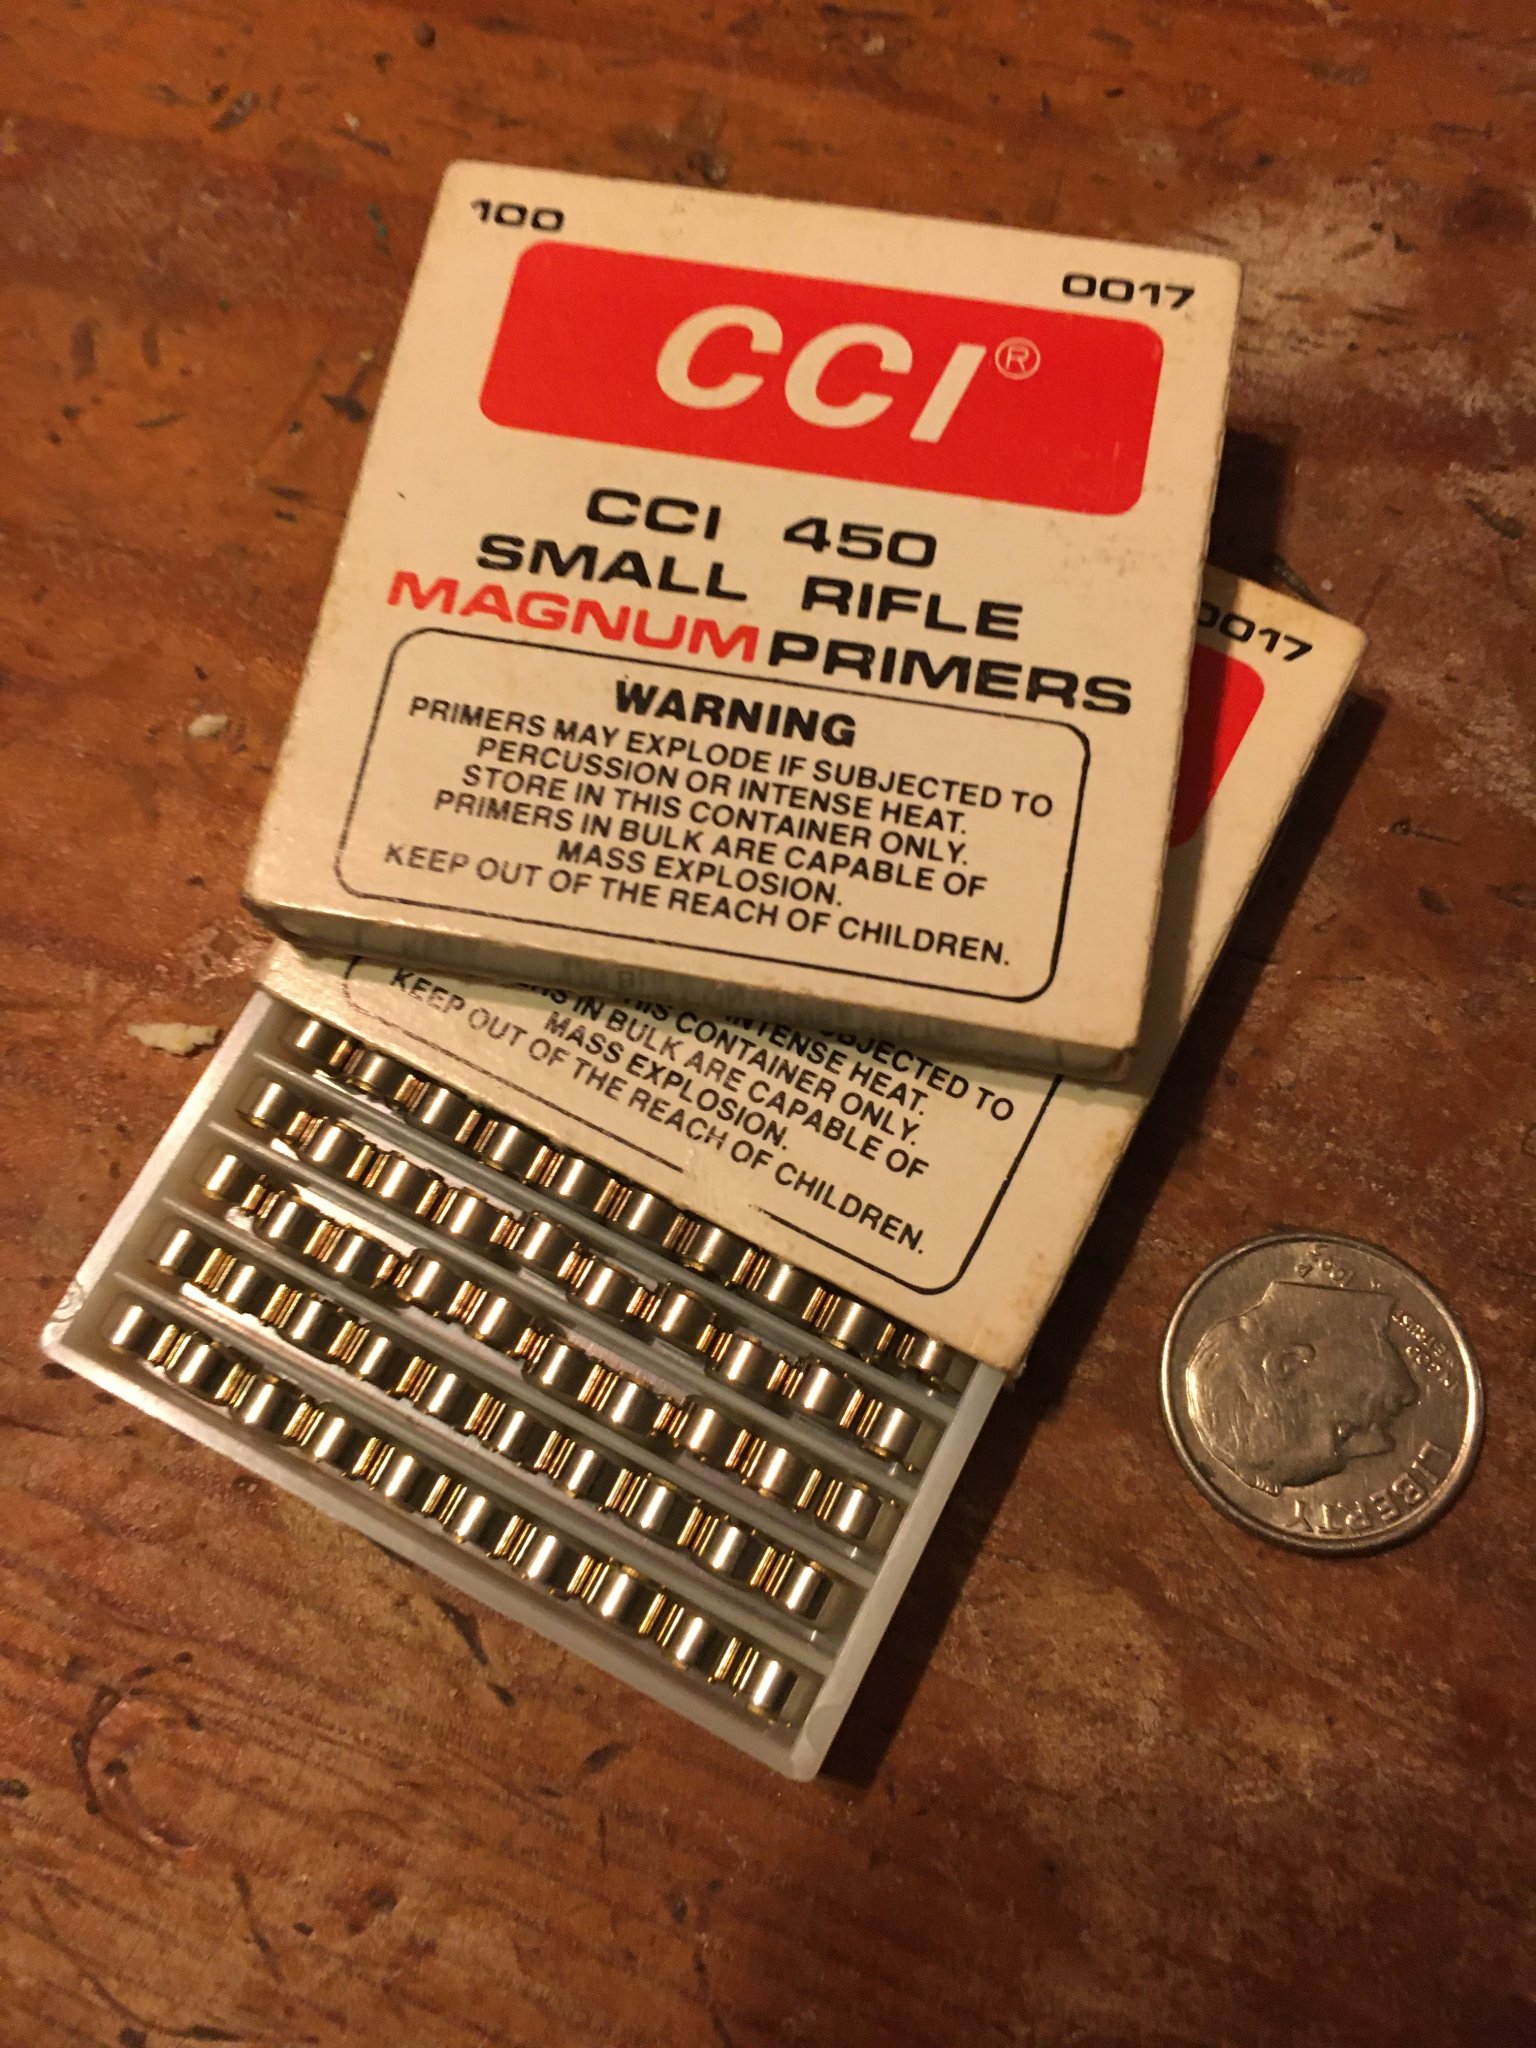 100
0017
CCI®
CCI 450
SMALL RIFLE
MAGNUM PRIMERS
WARNING
PRIMERS MAY EXPLODE IF SUBJECTED TO
PERCUSSION OR INTENSE HEAT.
STORE IN THIS CONTAINER ONLY.
PRIMERS IN BULK ARE CAPABLE OF
MASS EXPLOSION.
KEEP OUT OF THE REACH OF CHILDREN.
0017
SUBJECTED TO
INTENSE HEAT.
THIS CONTAINER ONLY.
IN BULK ARE CAPABLE OF
MASS EXPLOSION.
KEEP OUT OF THE REACH OF CHILDREN.
LIBERTY